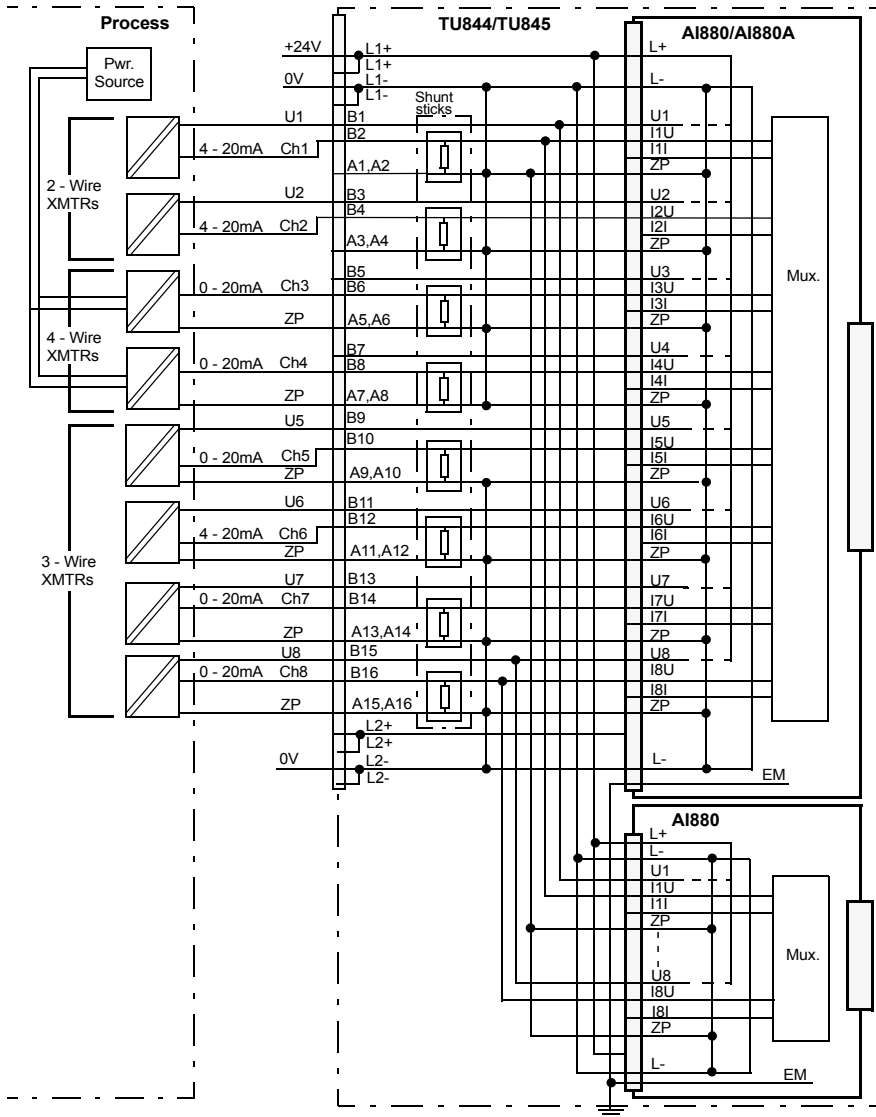 Process
TU844/TU845
AI880/AI880A
+24V
L1+
L1+
L+
Pwr.
Source
0V
L1-
L1-
L-
Shunt
sticks
U1
B1
U1
B2
I1U
4 - 20mA
Ch1
I1I
A1,A2
ZP
2 - Wire
XMTRs
U2
B3
U2
B4
I2U
4 - 20mA
Ch2
I2I
A3,A4
ZP
B5
U3
0 - 20mA
Ch3
B6
I3U
I3I
ZP
A5,A6
ZP
Mux.
4 - Wire
XMTRs
B7
U4
0 - 20mA
Ch4
B8
I4U
I4I
ZP
A7,A8
ZP
U5
B9
U5
B10
I5U
0 - 20mA
Ch5
I5I
ZP
A9,A10
ZP
U6
B11
U6
B12
I6U
4 - 20mA
Ch6
I6I
ZP
A11,A12
ZP
3 - Wire
XMTRs
U7
B13
U7
0 - 20mA
Ch7
B14
I7U
I7I
ZP
A13,A14
ZP
U8
B15
U8
0 - 20mA
Ch8
B16
I8U
I8I
ZP
A15,A16
ZP
L2+
L2+
0V
L2-
L2-
L-
EM
AI880
L+
L-
U1
I1U
I1I
ZP
Mux.
U8
I8U
I8I
ZP
L-
EM